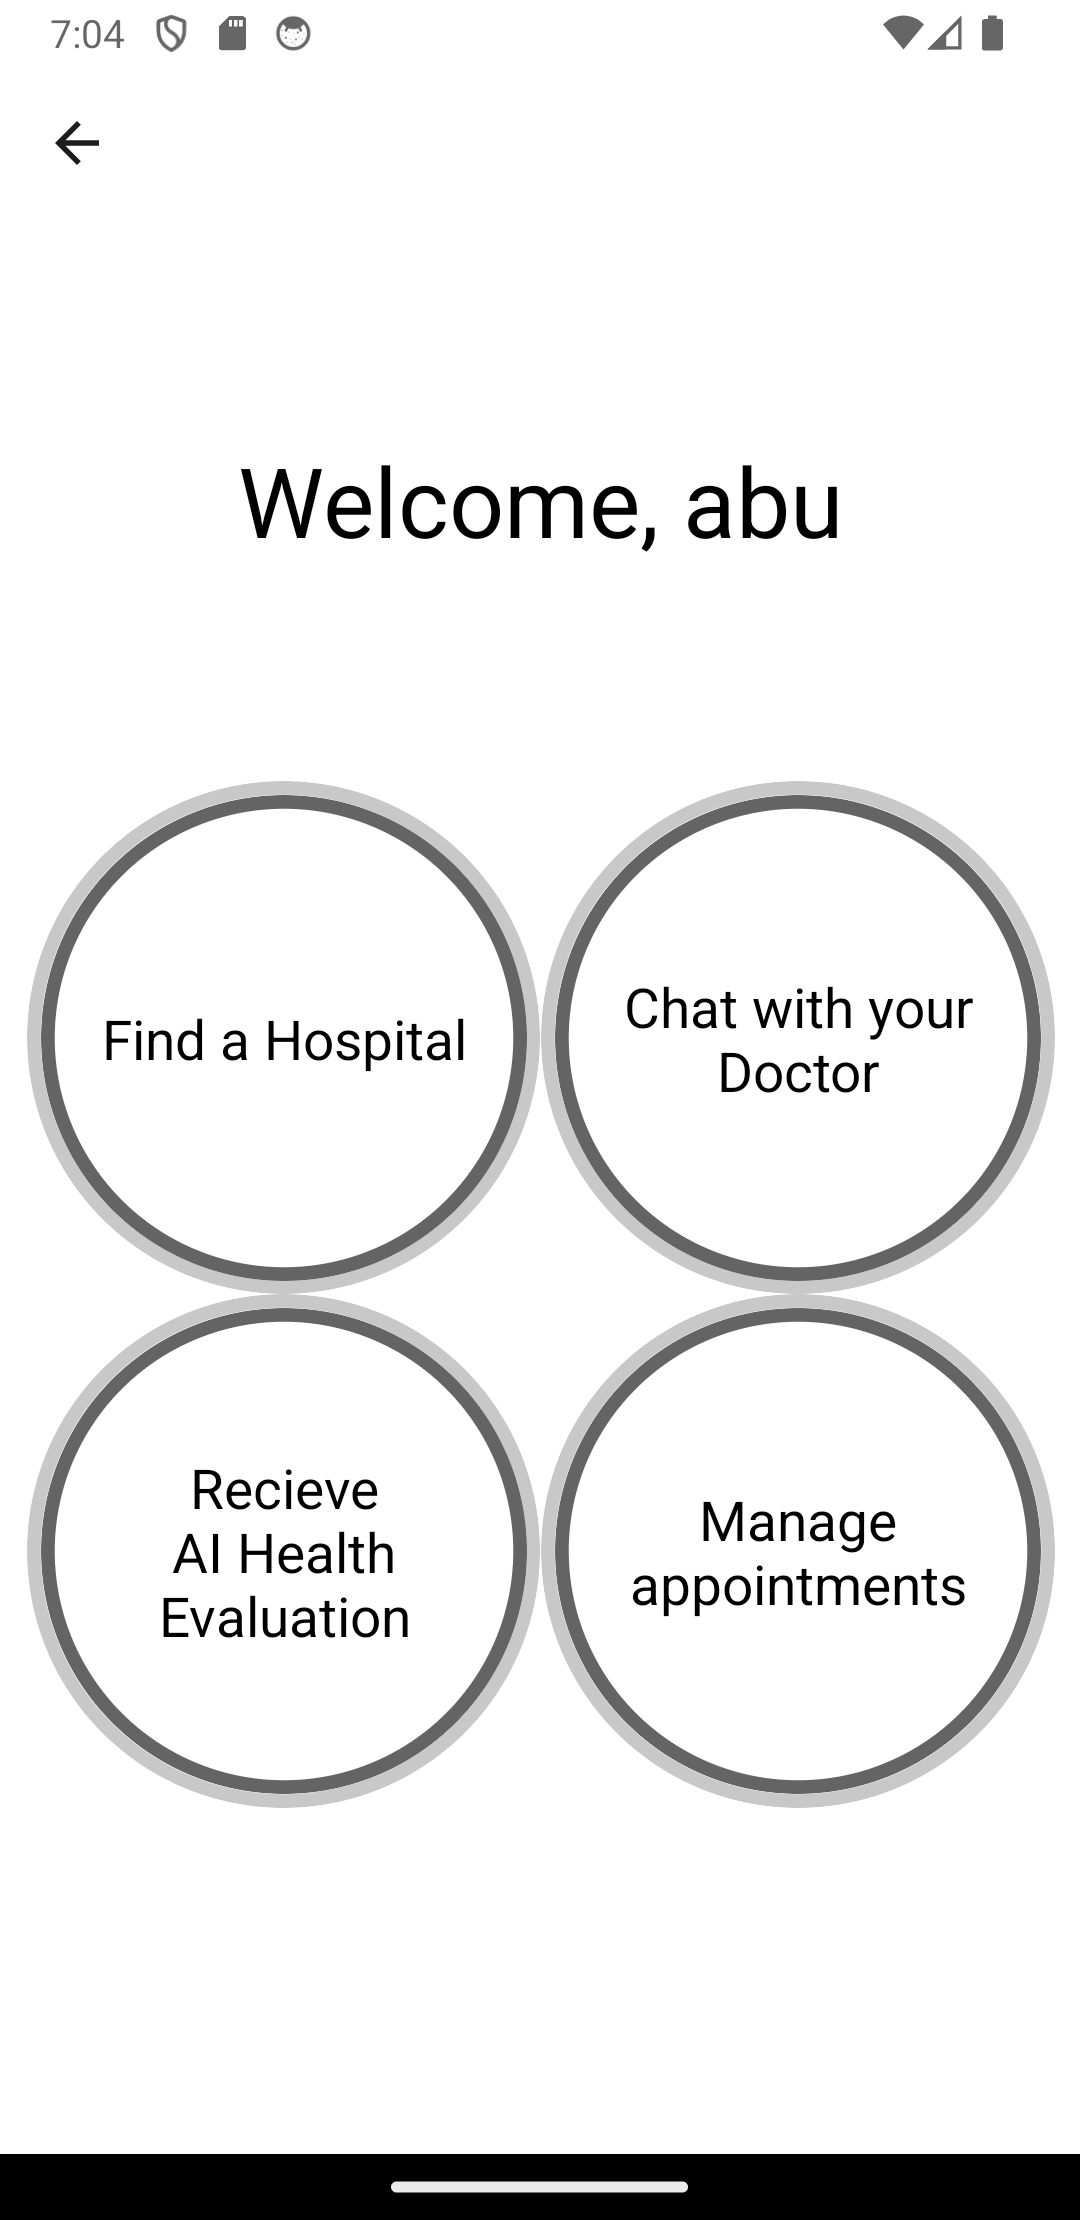 7:04
Welcome, abu
Find a Hospital
Chat with your
Doctor
Recieve
AI Health
Evaluation
Manage
appointments